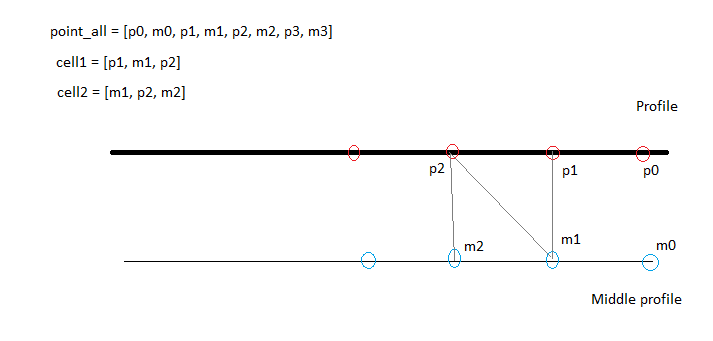 point_all = [p0, m0, p1, m1, p2, m2, p3, m3]
cell1 = [p1, m1, p2]
cell2 = [m1, p2, m2]
Profile
p2
p1
p0
m2
m1
m0
Middle profile